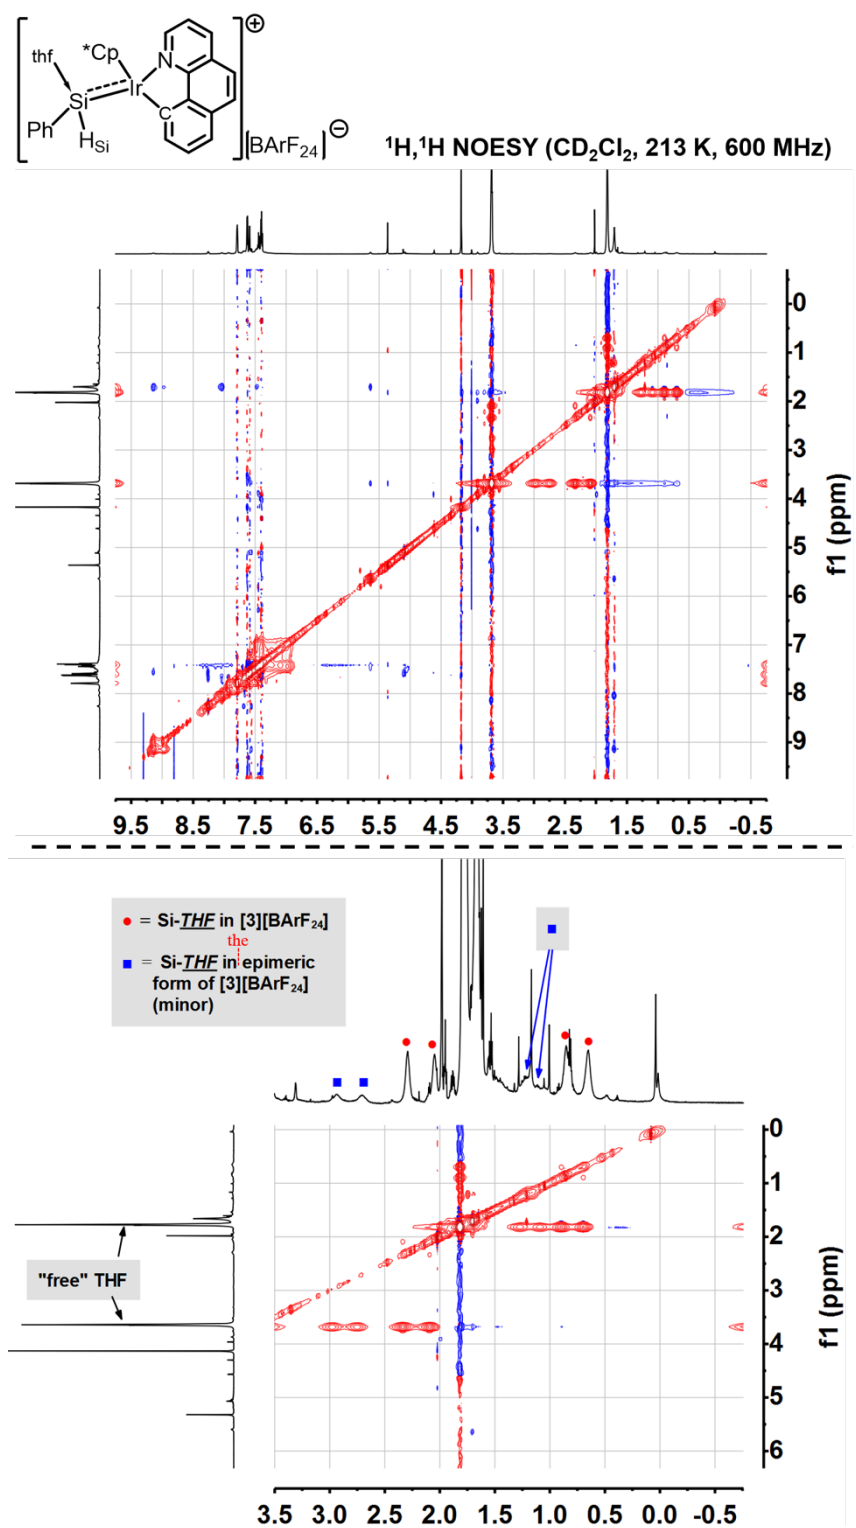 thf
*Cp
N
Si
Ir
C
Ph
HSi
⊕
[BArF24]
⊖
¹H,¹H NOESY (CD₂Cl₂, 213 K, 600 MHz)
0
1
2
3
4
5
6
7
8
9
f1 (ppm)
9.5 8.5 7.5 6.5 5.5 4.5 3.5 2.5 1.5 0.5 -0.5
= Si-THF in [3][BArF₂₄]
the
= Si-THF in epimeric
form of [3][BArF₂₄]
(minor)
"free" THF
0
1
2
3
4
5
6
f1 (ppm)
3.5 2.5 2.0 1.5 1.0 0.5 0.0 -0.5